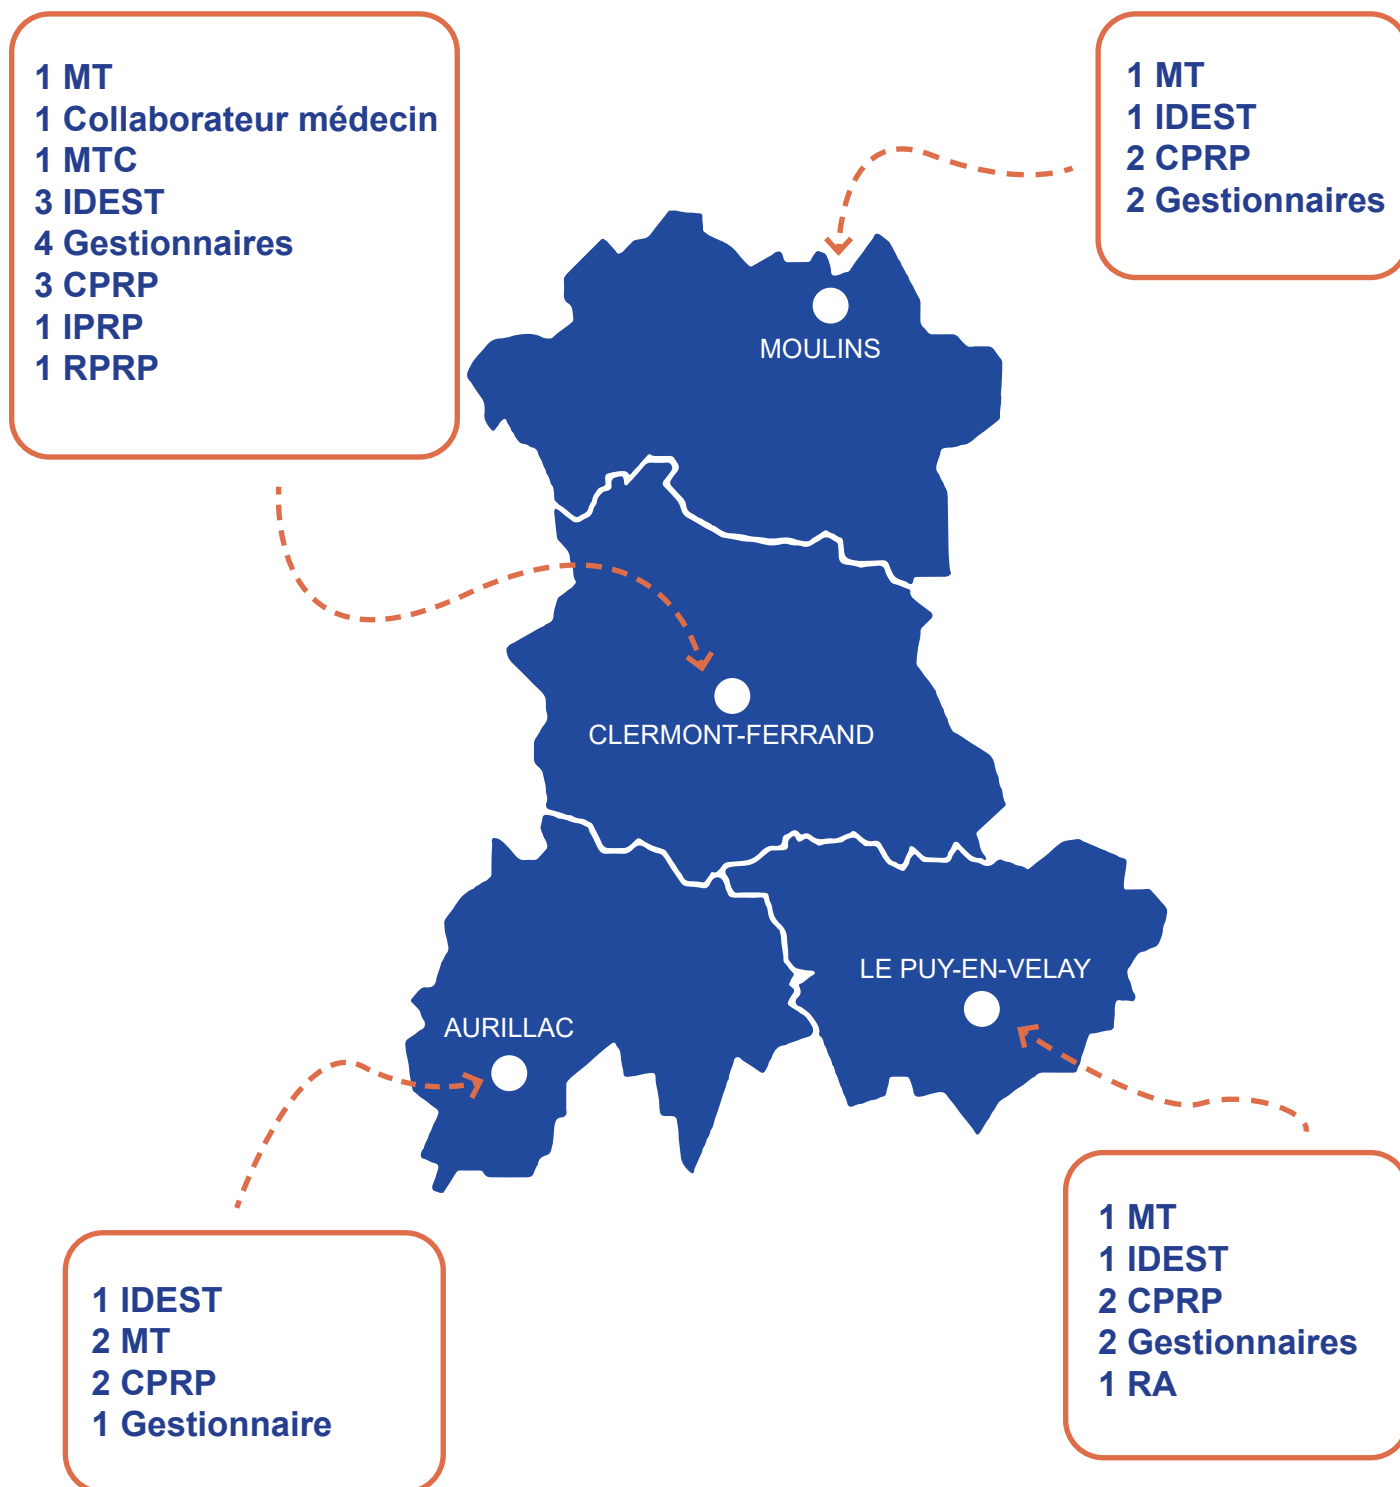 1 MT
1 Collaborateur médecin
1 MTC
3 IDEST
4 Gestionnaires
3 CPRP
1 IPRP
1 RPRP
1 MT
1 IDEST
2 CPRP
2 Gestionnaires
MOULINS
CLERMONT-FERRAND
LE PUY-EN-VELAY
AURILLAC
1 IDEST
2 MT
2 CPRP
1 Gestionnaire
1 MT
1 IDEST
2 CPRP
2 Gestionnaires
1 RA